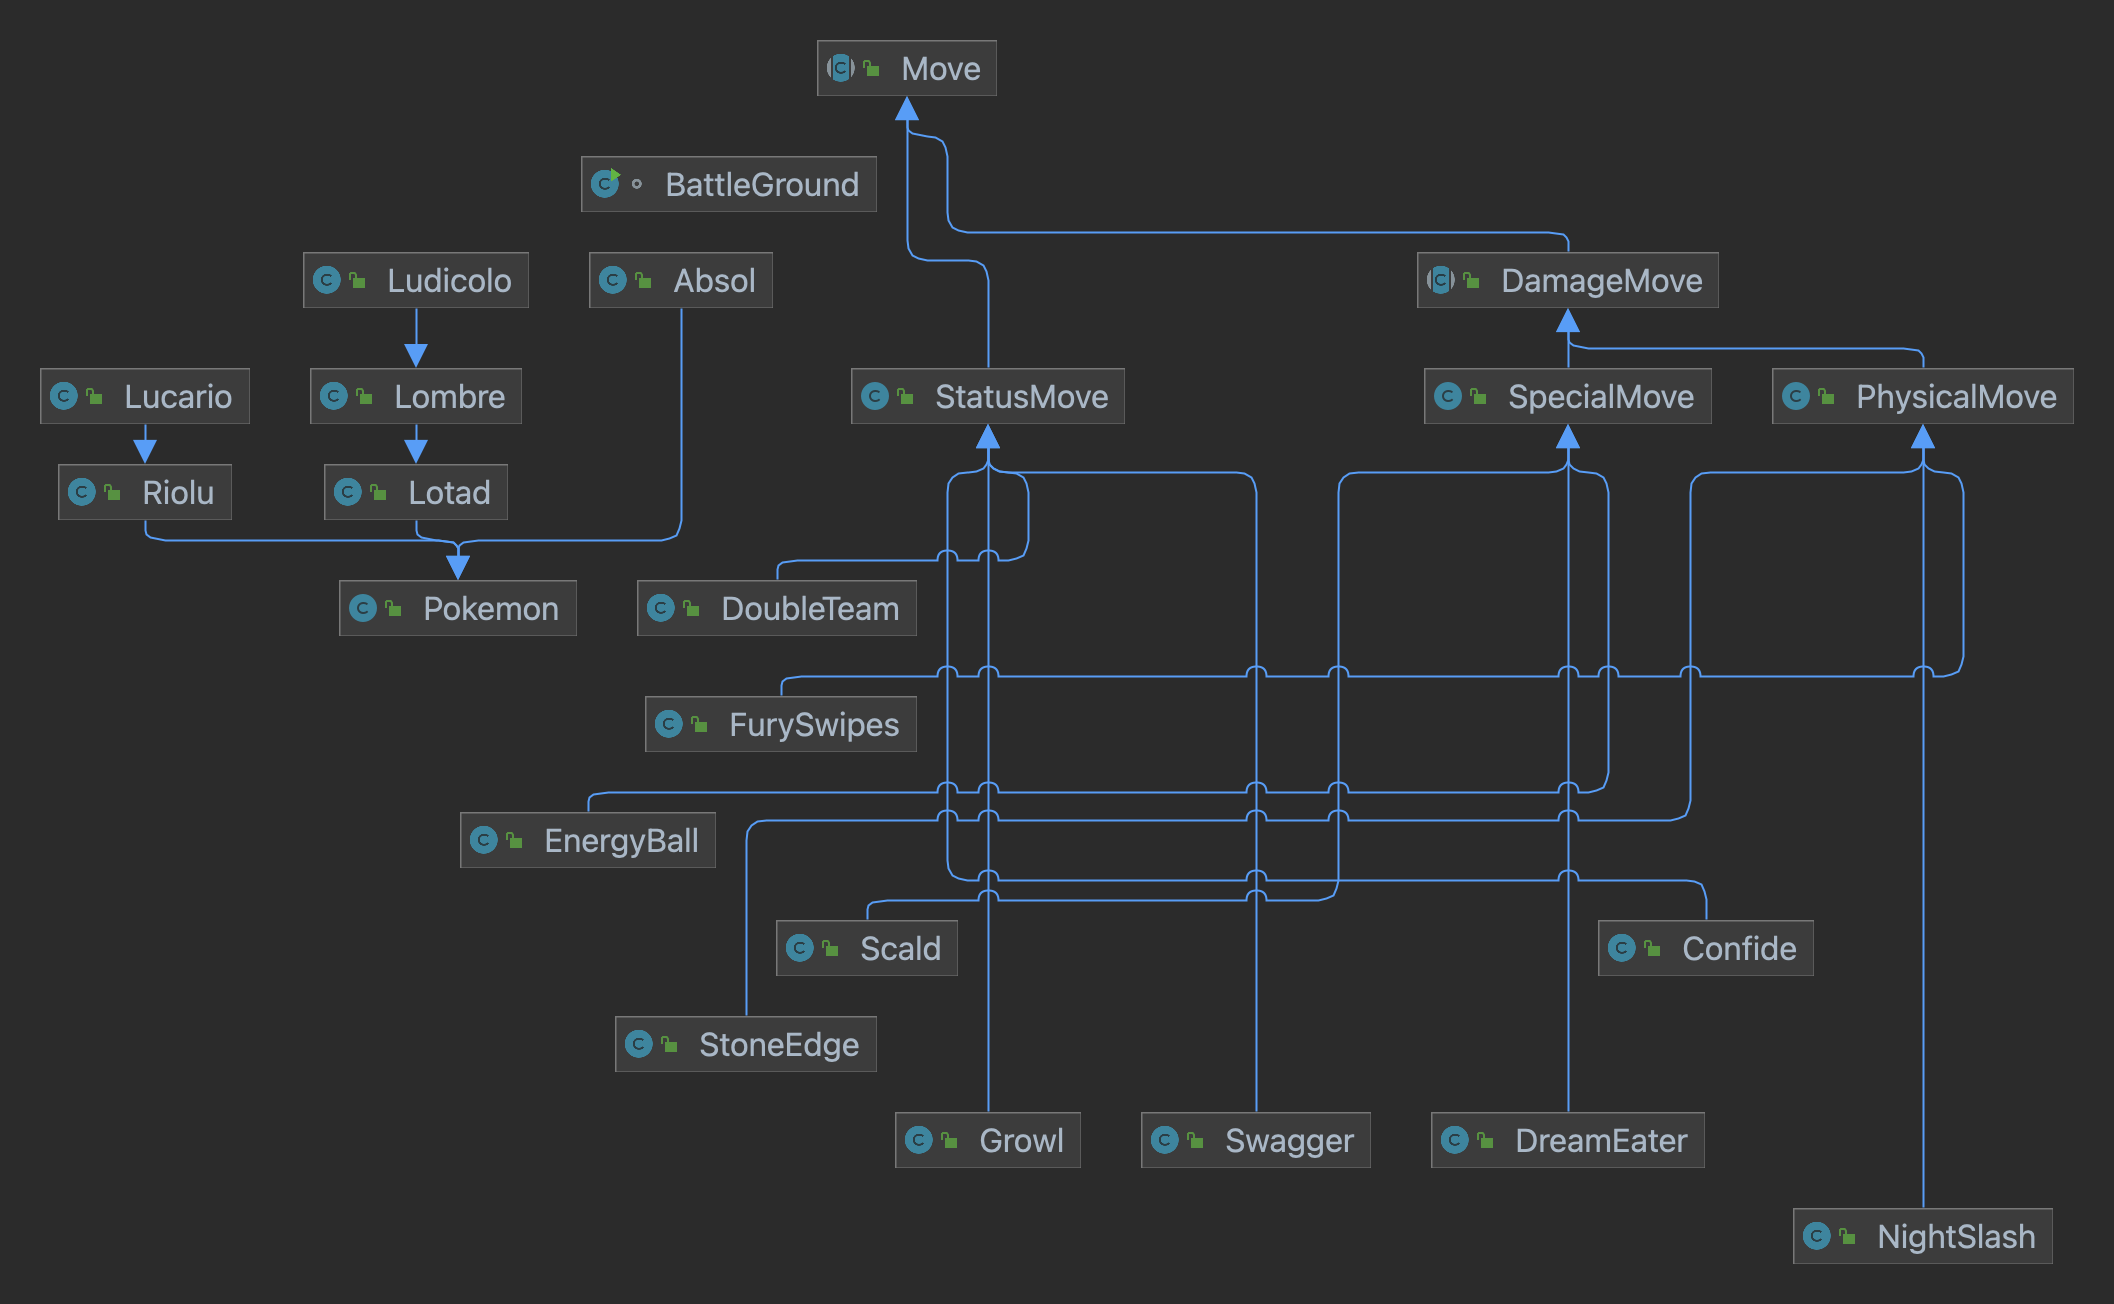 Move
BattleGround
Ludicolo
Absol
DamageMove
Lucario
Lombre
StatusMove
SpecialMove
PhysicalMove
Riolu
Lotad
Pokemon
DoubleTeam
FurySwipes
EnergyBall
Scald
Confide
StoneEdge
Growl
Swagger
DreamEater
NightSlash